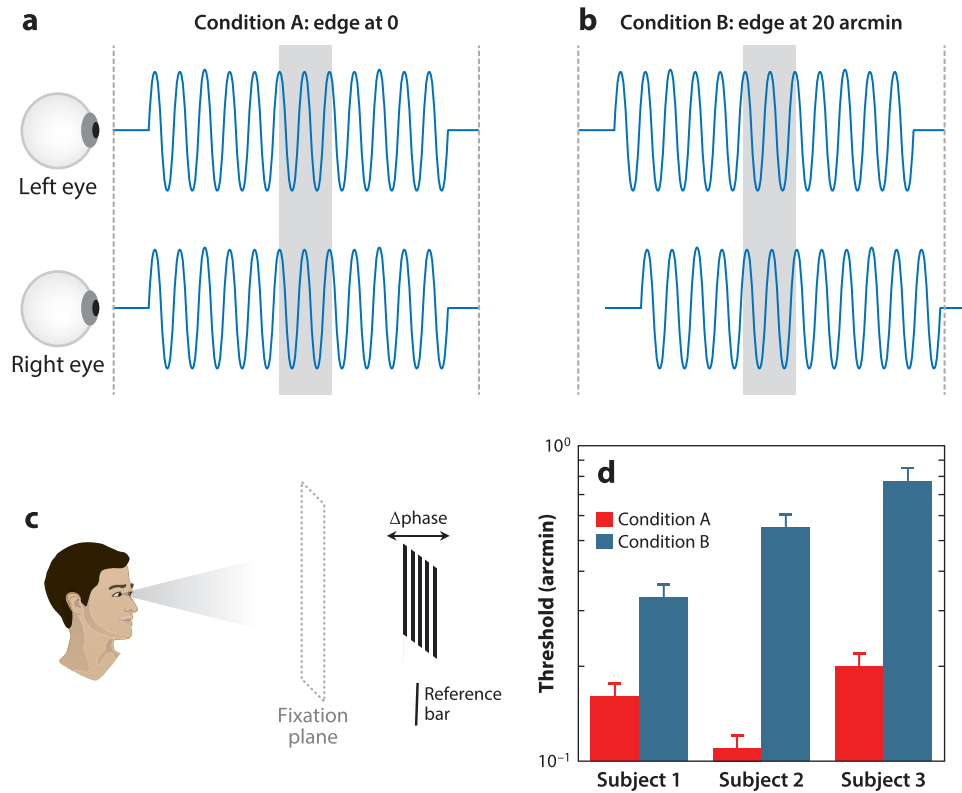 a
Condition A: edge at 0
b
Condition B: edge at 20 arcmin
Left eye
Right eye
c
Δphase
Reference
bar
Fixation
plane
d
10⁰
Condition A
Condition B
Threshold (arcmin)
10⁻¹
Subject 1
Subject 2
Subject 3